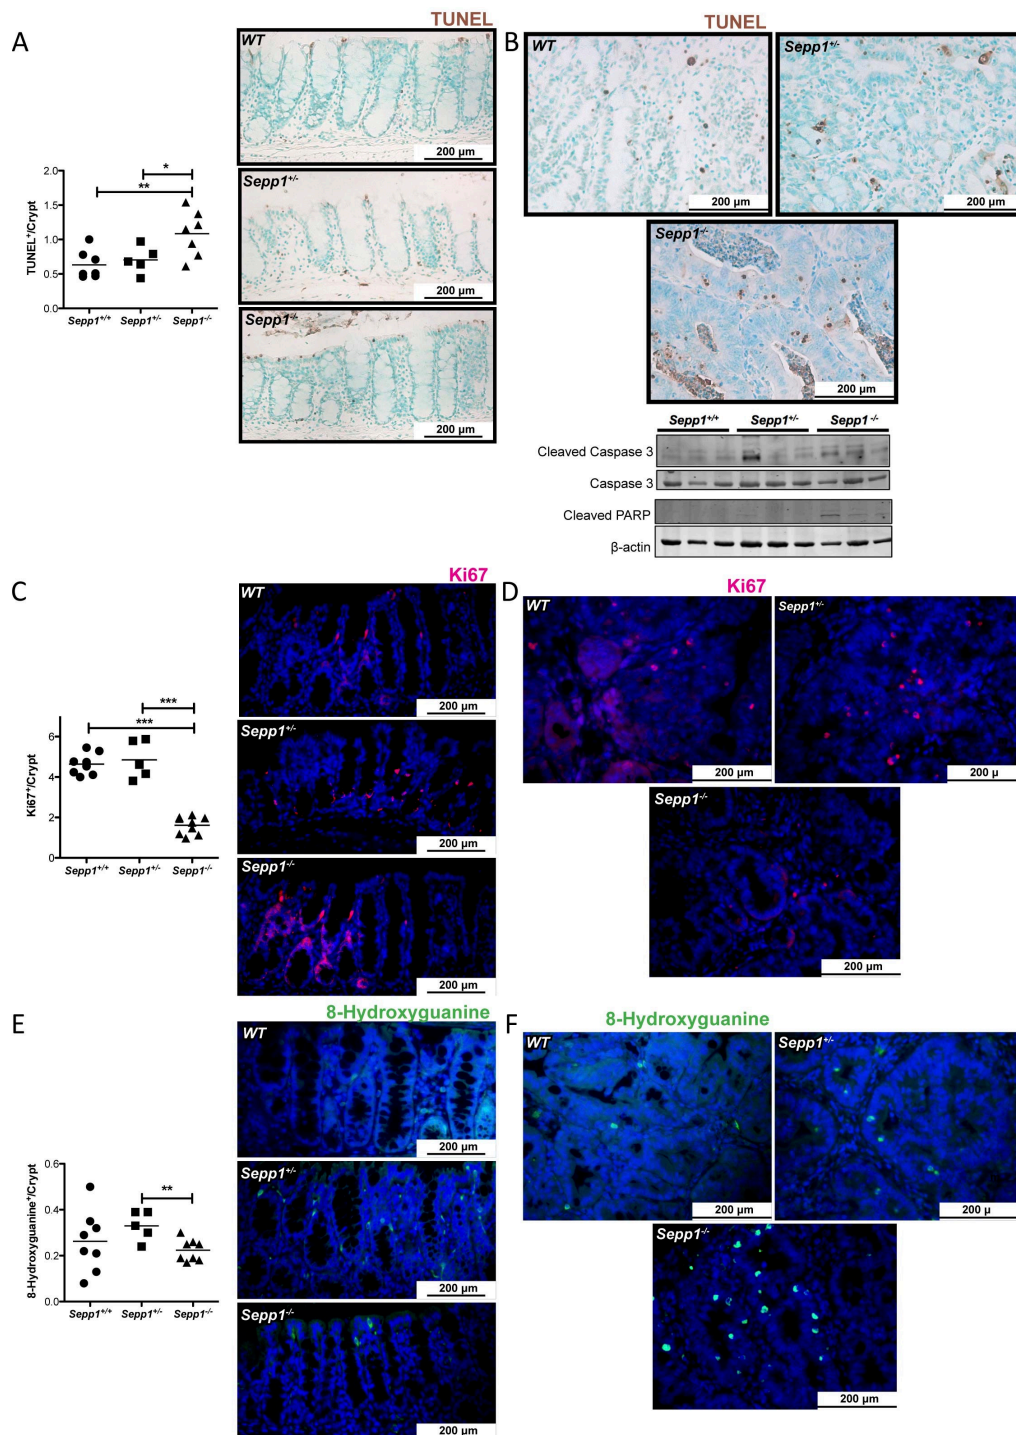 A
TUNEL
WT
200 µm
Sepp1+/-
200 µm
Sepp1-/-
200 µm
TUNEL+/Crypt
2.0
1.5
1.0
0.5
0.0
*
**
Sepp1+/+
Sepp1+/-
Sepp1-/-
B
TUNEL
WT
200 µm
Sepp1+/-
200 µm
Sepp1-/-
200 µm
Sepp1+/+ Sepp1+/- Sepp1-/-
Cleaved Caspase 3
Caspase 3
Cleaved PARP
β-actin
C
Ki67
WT
200 µm
Sepp1+/-
200 µm
Sepp1-/-
200 µm
Ki67+/Crypt
6
4
2
0
***
***
Sepp1+/+
Sepp1+/-
Sepp1-/-
D
Ki67
WT
200 µm
Sepp1+/-
200 µ
Sepp1-/-
200 µm
E
8-Hydroxyguanine
WT
200 µm
Sepp1+/-
200 µm
Sepp1-/-
200 µm
8-Hydroxyguanine+/Crypt
0.6
0.4
0.2
0.0
**
Sepp1+/+
Sepp1+/-
Sepp1-/-
F
8-Hydroxyguanine
WT
200 µm
Sepp1+/-
200 µ
Sepp1-/-
200 µm